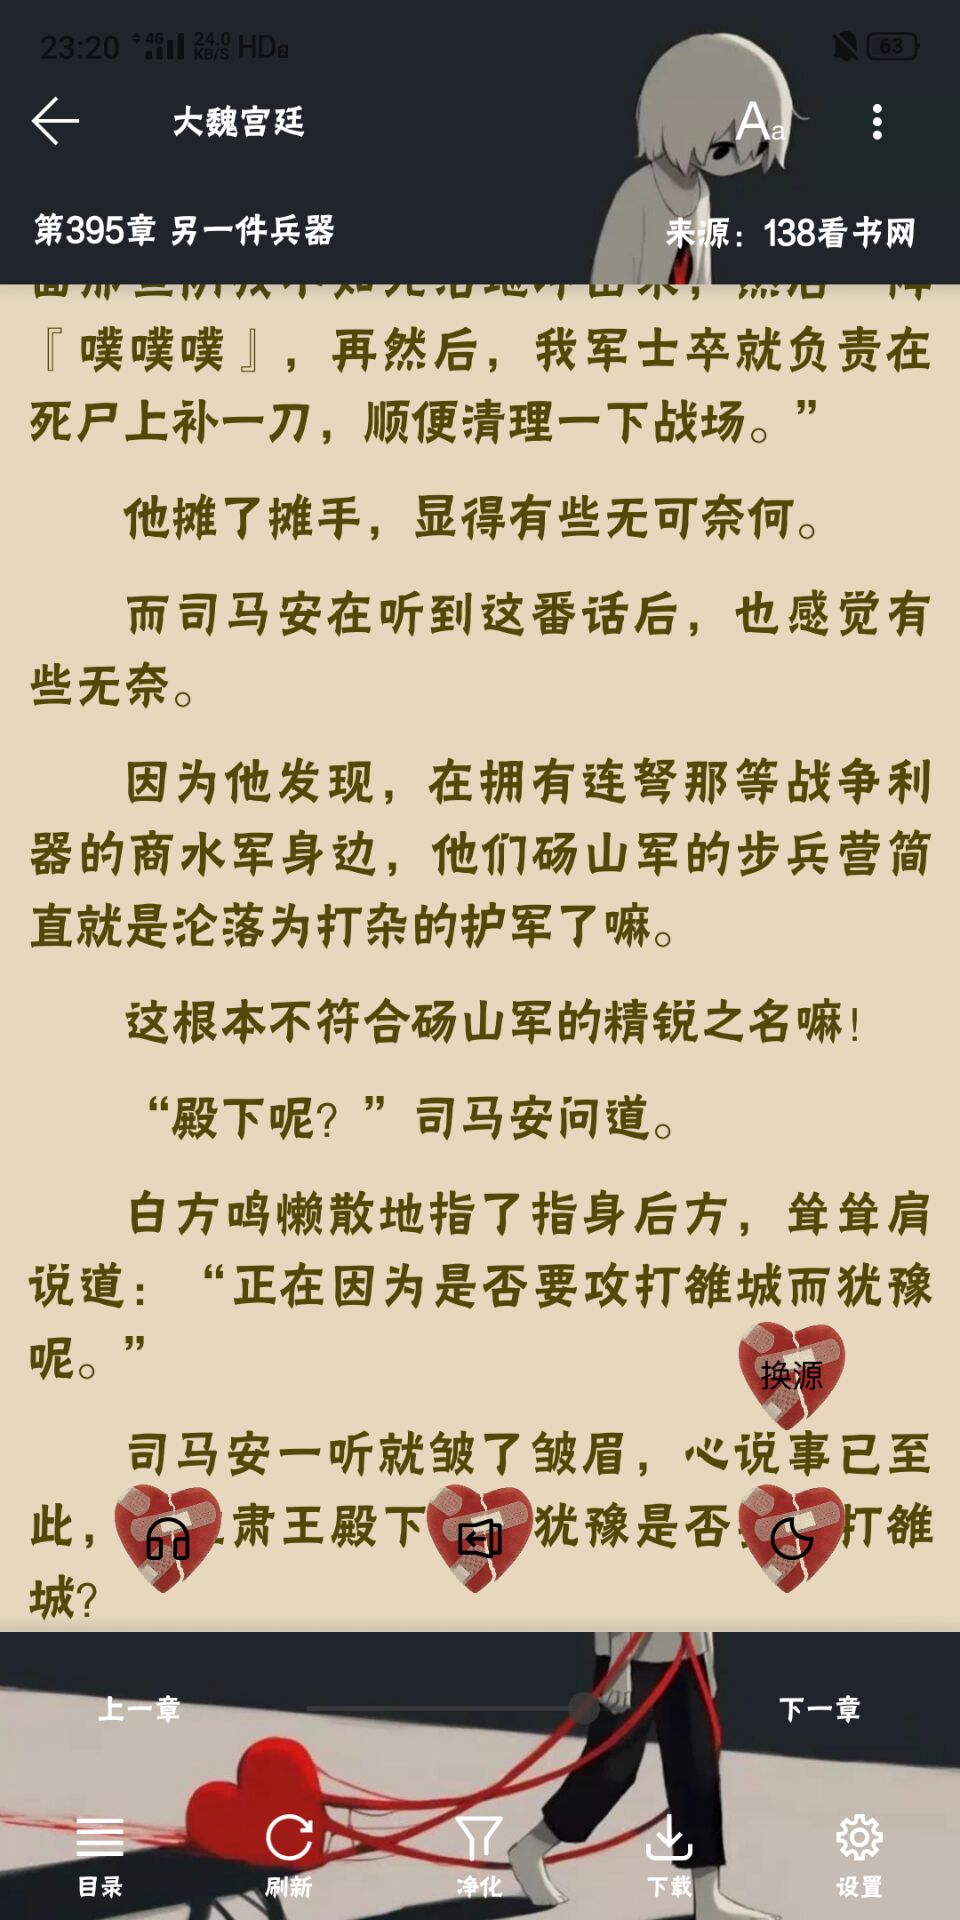 23:20 4G 24.0 KB/S HD 63
大魏宫廷 Aa
第395章 另一件兵器 来源：138看书网
『噗噗噗』，再然后，我军士卒就负责在
死尸上补一刀，顺便清理一下战场。”
他摊了摊手，显得有些无可奈何。
而司马安在听到这番话后，也感觉有
些无奈。
因为他发现，在拥有连弩那等战争利
器的商水军身边，他们砀山军的步兵营简
直就是沦落为打杂的护军了嘛。
这根本不符合砀山军的精锐之名嘛！
“殿下呢？”司马安问道。
白方鸣懒散地指了指身后方，耸耸肩
说道：“正在因为是否要攻打雒城而犹豫
呢。”
换源
司马安一听就皱了皱眉，心说事已至
此， 肃王殿下 犹豫是否 打雒
城？
上一章 下一章
目录 刷新 净化 下载 设置